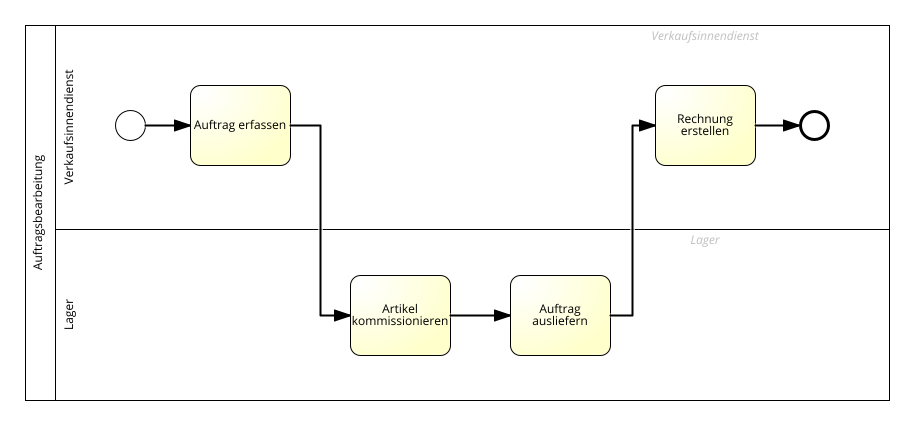 Auftragsbearbeitung
Verkaufsinnendienst
Verkaufsinnendienst
Auftrag erfassen
Rechnung
erstellen
Lager
Lager
Artikel
kommissionieren
Auftrag
ausliefern